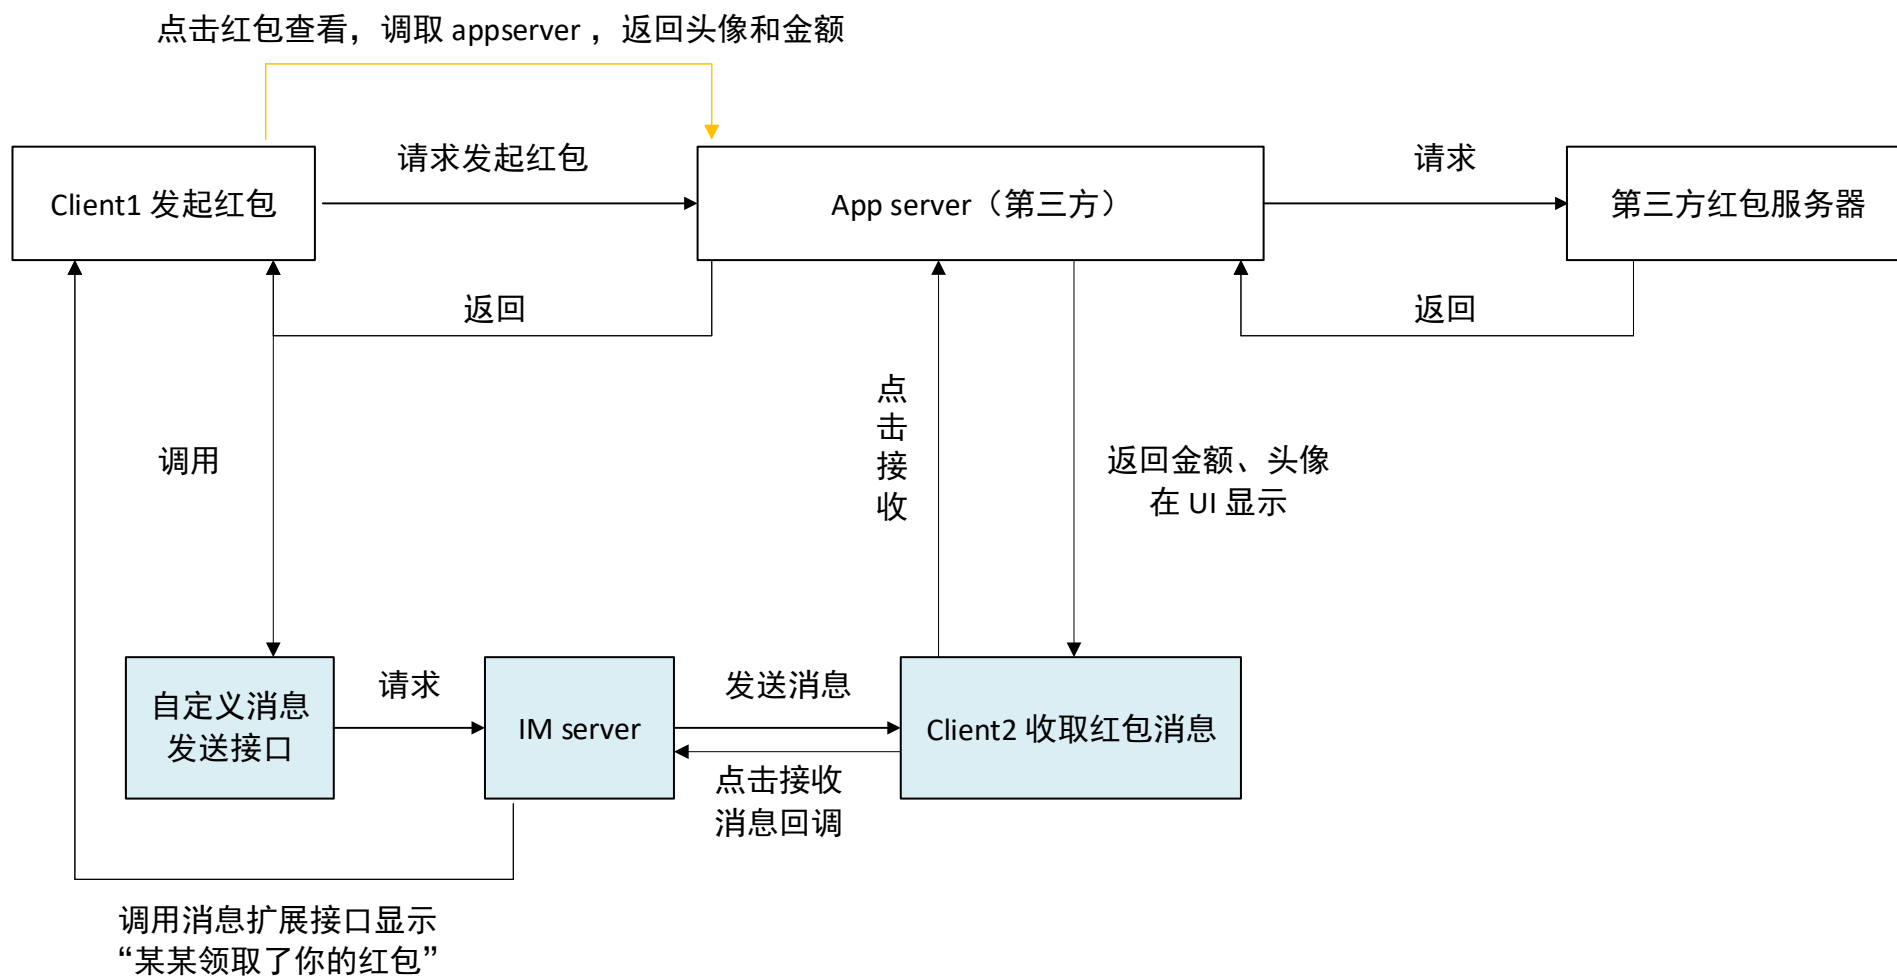 点击红包查看，调取 appserver ，返回头像和金额
请求发起红包
请求
Client1 发起红包
App server（第三方）
第三方红包服务器
返回
返回
点
击
接
收
调用
返回金额、头像
在 UI 显示
自定义消息
发送接口
请求
IM server
发送消息
Client2 收取红包消息
点击接收
消息回调
调用消息扩展接口显示
“某某领取了你的红包”